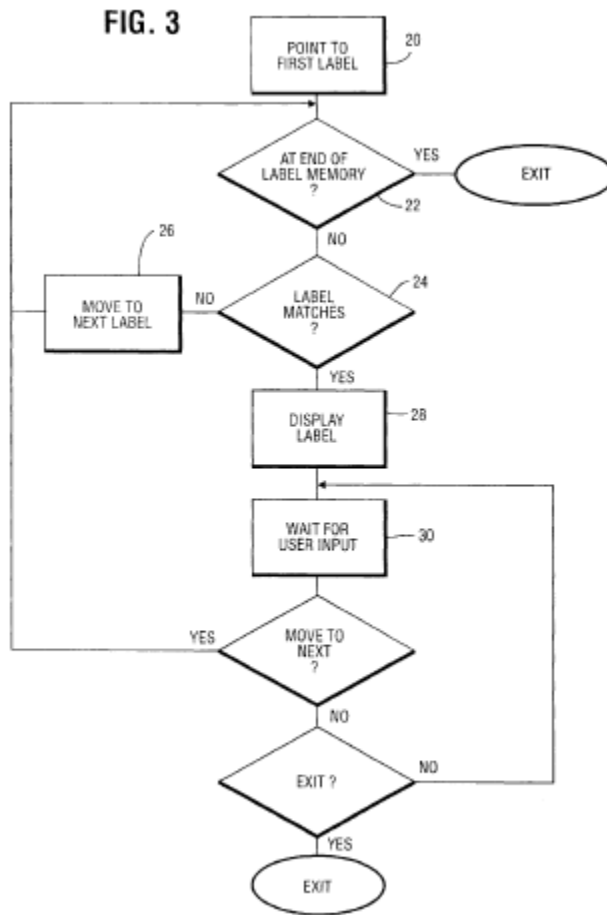 FIG. 3
POINT TO
FIRST LABEL
20
AT END OF
LABEL MEMORY
?
YES
EXIT
22
NO
26
24
MOVE TO
NEXT LABEL
NO
LABEL
MATCHES
?
YES
DISPLAY
LABEL
28
WAIT FOR
USER INPUT
30
YES
MOVE TO
NEXT
?
NO
EXIT ?
NO
YES
EXIT